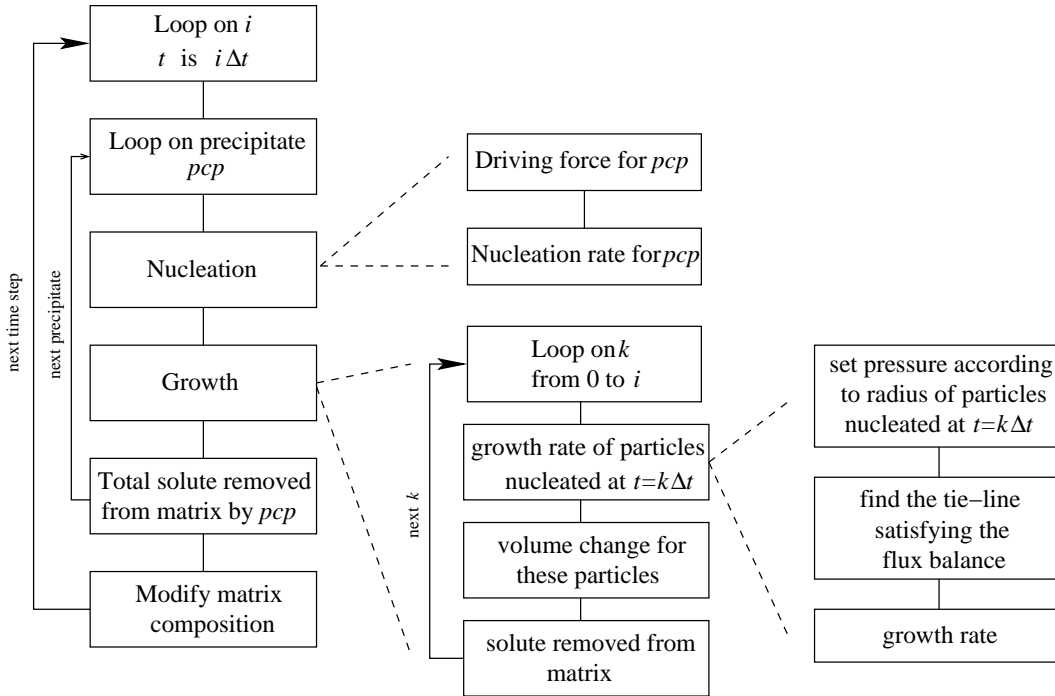 Loop on i
t is i Δt
Loop on precipitate
pcp
Nucleation
Growth
Total solute removed
from matrix by pcp
Modify matrix
composition
next time step
next precipitate
Driving force for pcp
Nucleation rate for pcp
Loop on k
from 0 to i
growth rate of particles
nucleated at t=k Δt
volume change for
these particles
solute removed from
matrix
next k
set pressure according
to radius of particles
nucleated at t=k Δt
find the tie−line
satisfying the
flux balance
growth rate